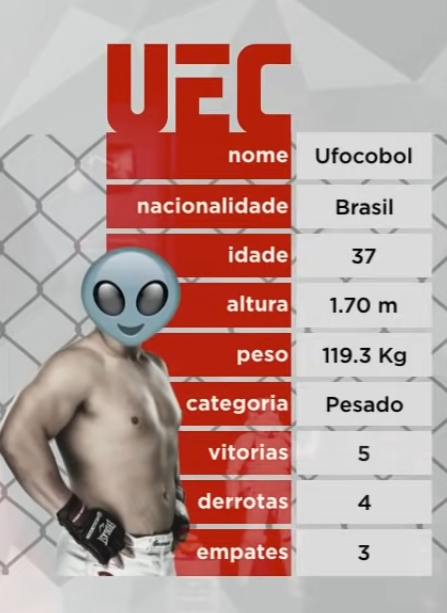 UFC
nome Ufocobol
nacionalidade Brasil
idade 37
altura 1.70 m
peso 119.3 Kg
categoria Pesado
vitorias 5
derrotas 4
empates 3